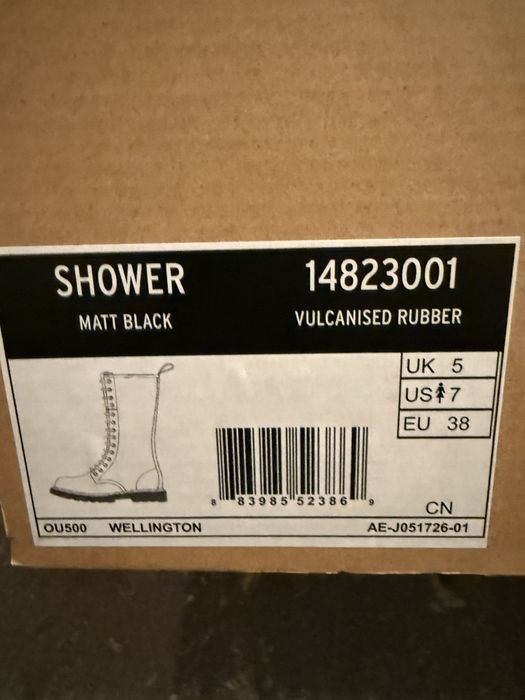 SHOWER 14823001
MATT BLACK VULCANISED RUBBER
UK 5
US 7
EU 38
8 83985 52386 9
CN
OU500 WELLINGTON AE-J051726-01